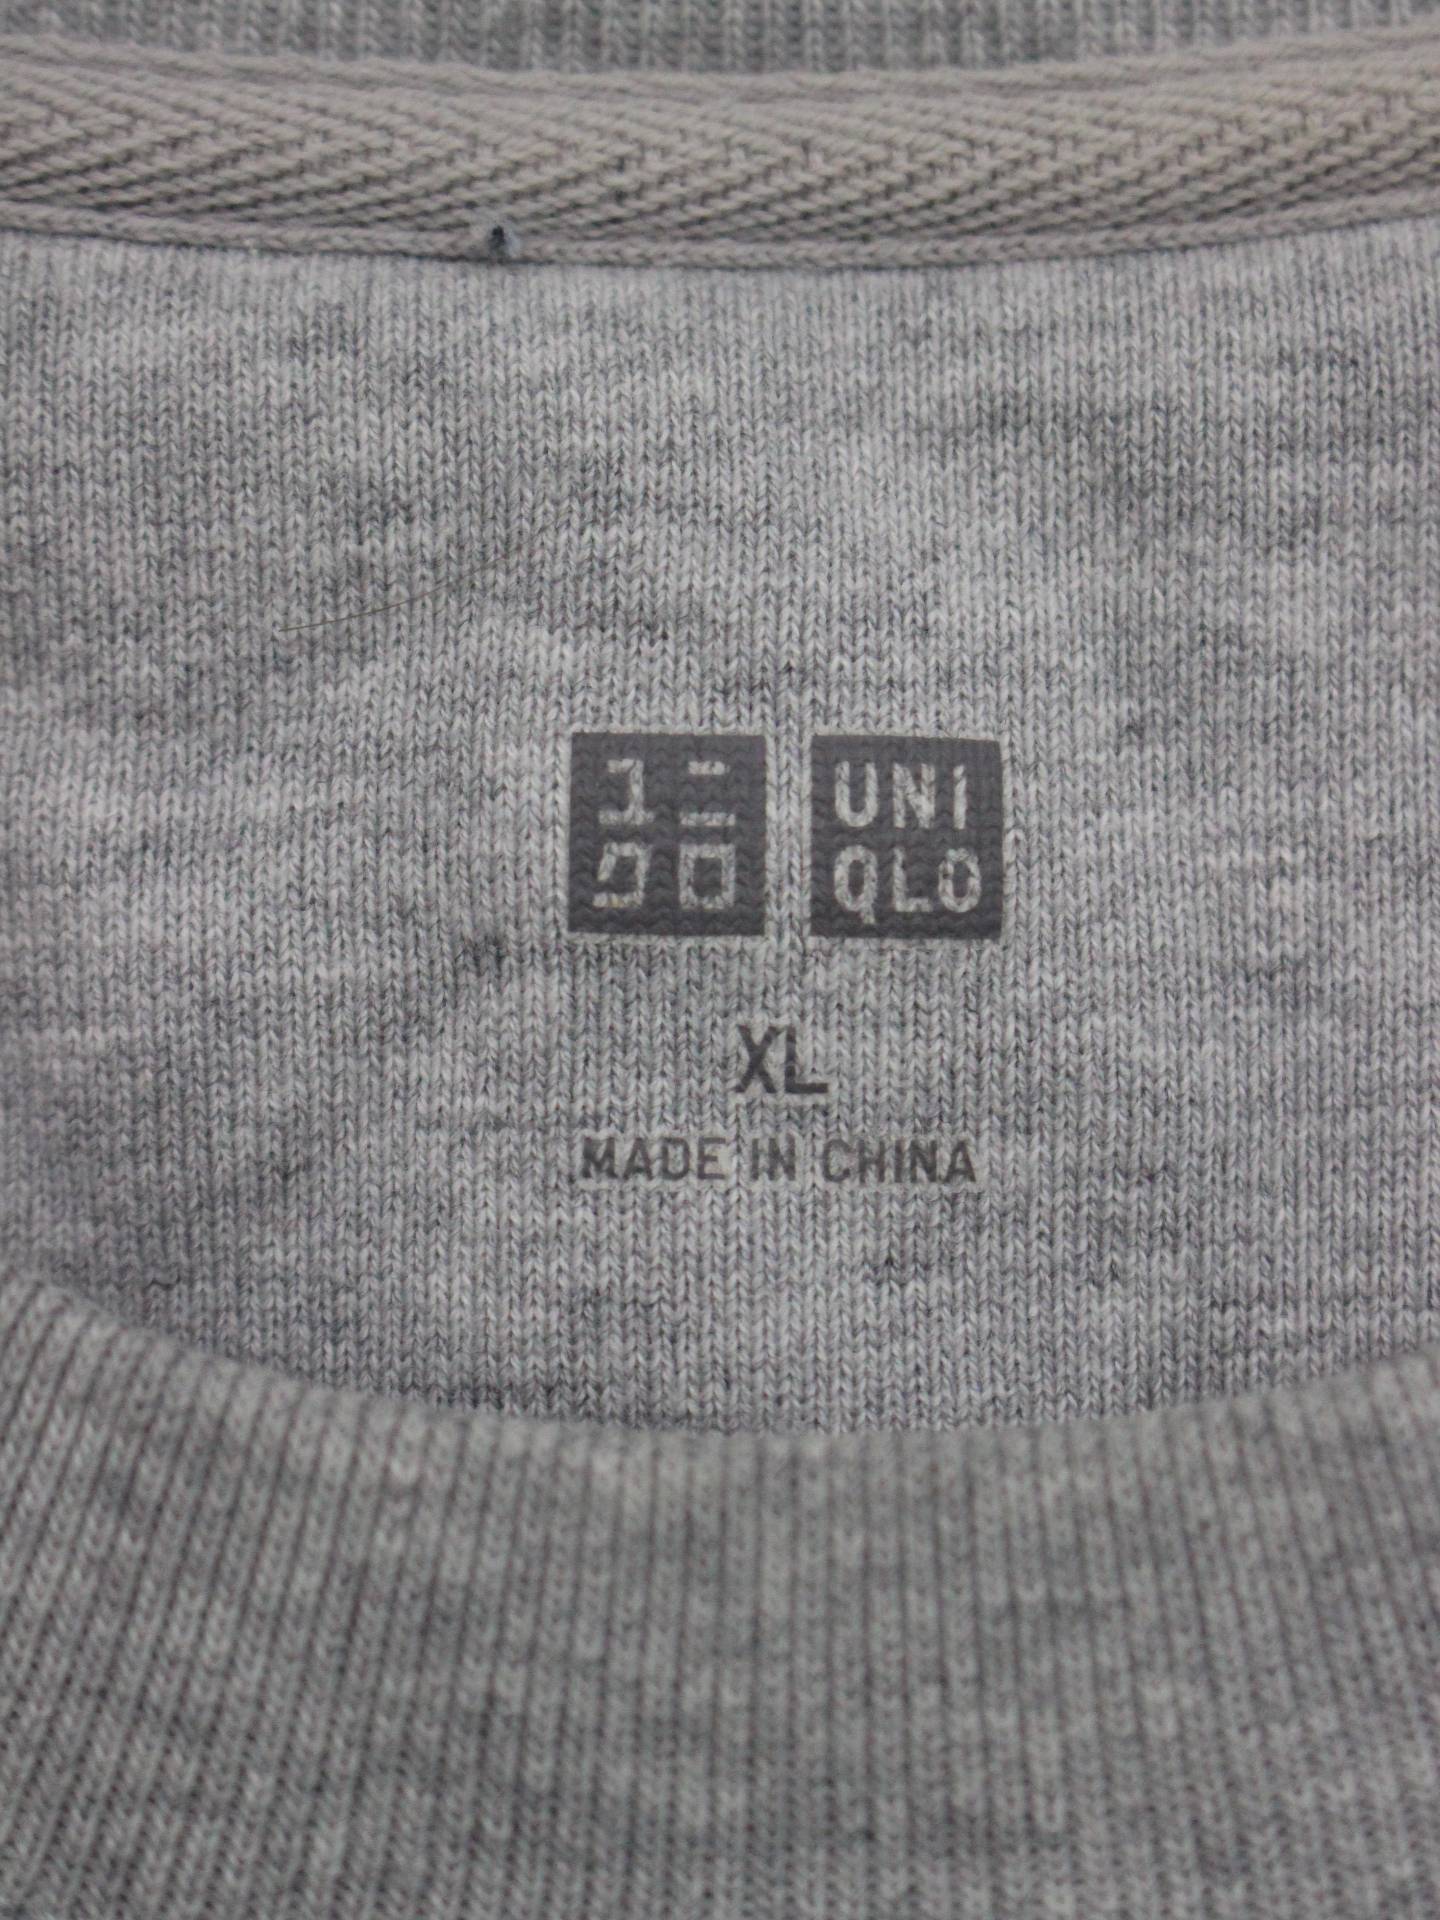 ユニ
クロ
UNI
QLO
XL
MADE IN CHINA